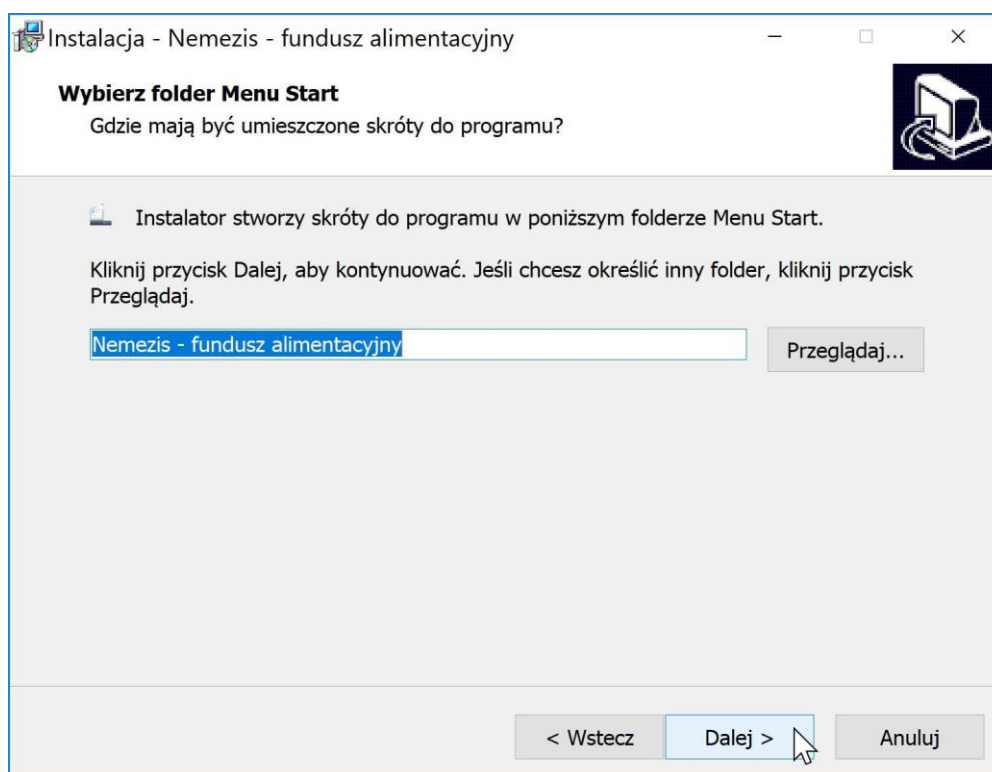 Instalacja - Nemezis - fundusz alimentacyjny
Wybierz folder Menu Start
Gdzie mają być umieszczone skróty do programu?
Instalator stworzy skróty do programu w poniższym folderze Menu Start.
Kliknij przycisk Dalej, aby kontynuować. Jeśli chcesz określić inny folder, kliknij przycisk
Przeglądaj.
Nemezis - fundusz alimentacyjny
Przeglądaj...
< Wstecz
Dalej >
Anuluj